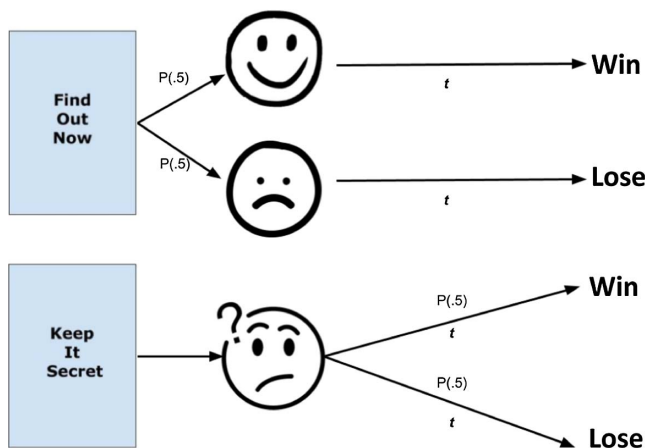 Find
Out
Now
P(.5)
P(.5)
t
Win
t
Lose
Keep
It
Secret
?
P(.5)
t
Win
P(.5)
t
Lose